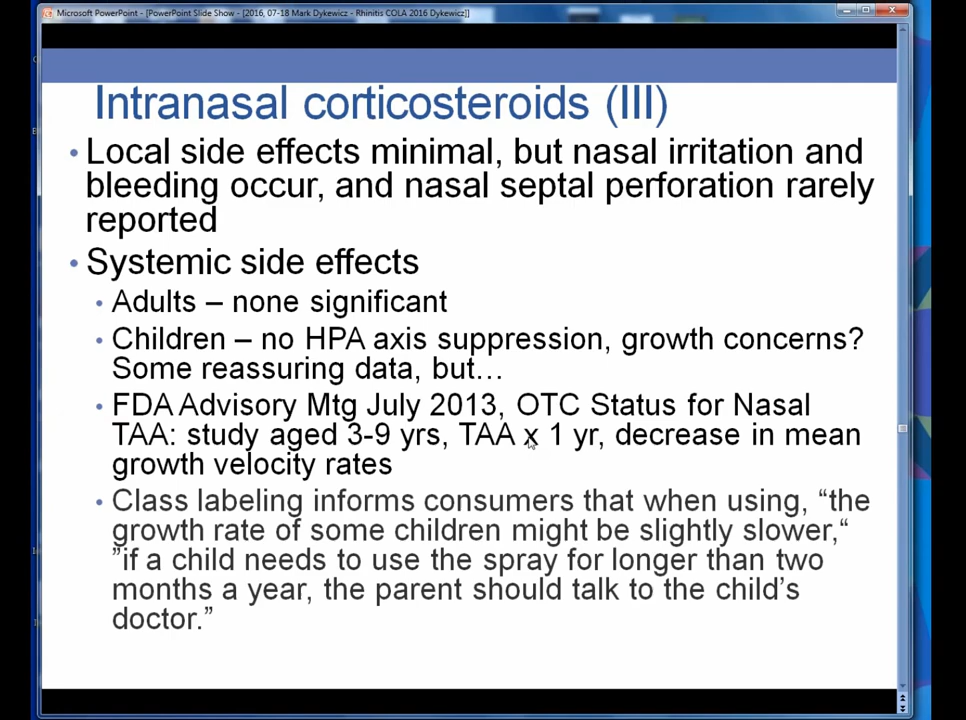 Microsoft PowerPoint - [PowerPoint Slide Show - [2016, 07-18 Mark Dykewicz - Rhinitis COLA 2016 Dykewicz]]
Intranasal corticosteroids (III)
• Local side effects minimal, but nasal irritation and
bleeding occur, and nasal septal perforation rarely
reported
• Systemic side effects
• Adults – none significant
• Children – no HPA axis suppression, growth concerns?
Some reassuring data, but…
• FDA Advisory Mtg July 2013, OTC Status for Nasal
TAA: study aged 3-9 yrs, TAA x 1 yr, decrease in mean
growth velocity rates
• Class labeling informs consumers that when using, “the
growth rate of some children might be slightly slower,“
”if a child needs to use the spray for longer than two
months a year, the parent should talk to the child’s
doctor.”